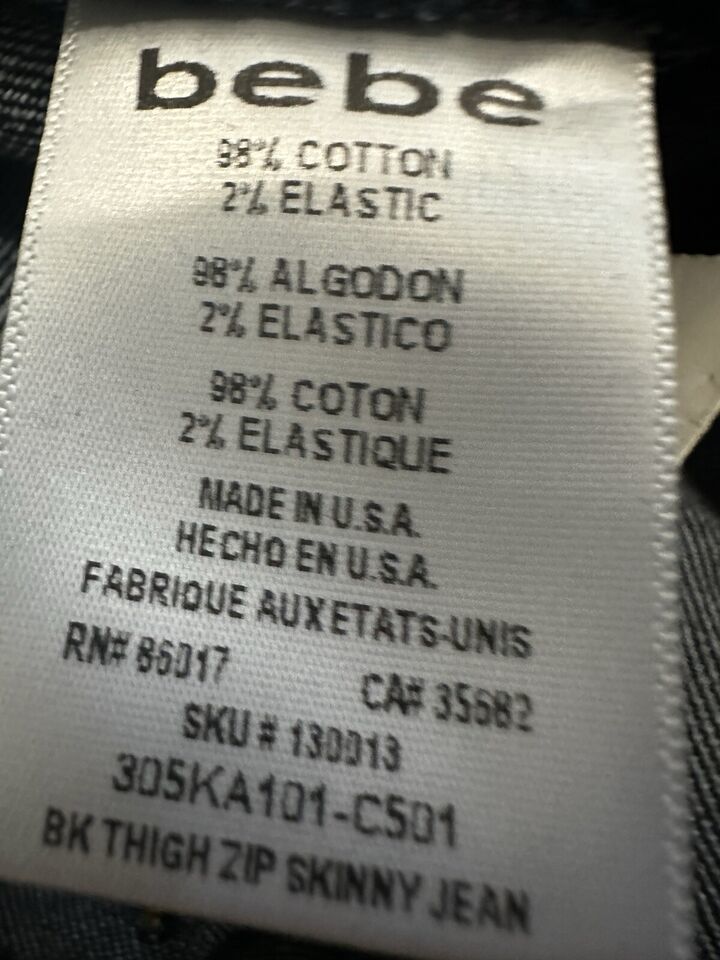 bebe
98% COTTON
2% ELASTIC
98% ALGODON
2% ELASTICO
98% COTON
2% ELASTIQUE
MADE IN U.S.A.
HECHO EN U.S.A.
FABRIQUE AUX ETATS-UNIS
RN# 86017 CA# 35682
SKU # 130013
305KA101-C501
BK THIGH ZIP SKINNY JEAN